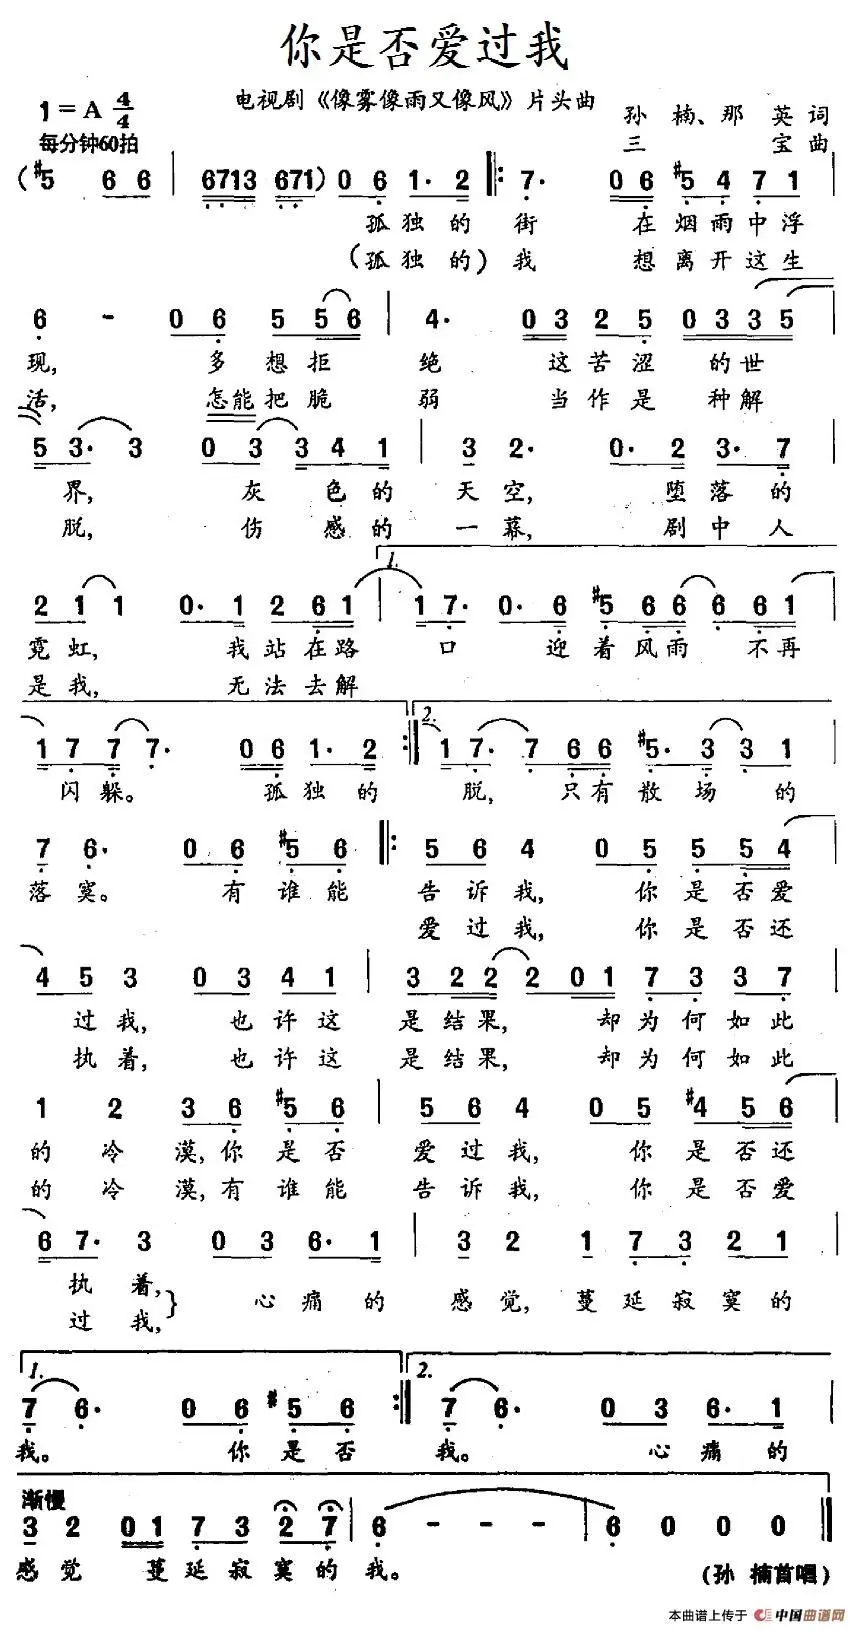 你是否爱过我
电视剧《像雾像雨又像风》片头曲
1=A 4/4
每分钟60拍
孙楠、那英词
三宝曲
(#5 6 6 | 6713 671) 0 6 1· 2 |: 7· 0 6 #5 4 7 1 |
孤独的街 在烟雨中浮
(孤独的)我 想离开这生
6 - 0 6 5 5 6 | 4· 0 3 2 5 0 3 3 5 |
现, 多想拒绝 这苦涩的世
活, 怎能把脆弱 当作是种解
5 3· 3 0 3 3 4 1 | 3 2· 0· 2 3· 7 |
界, 灰色的天空, 堕落的
脱, 伤感的一幕, 剧中人
1.
2 1 1 0· 1 2 6 1 | 1 7· 0· 6 #5 6 6 6 6 1 |
霓虹, 我站在路口 迎着风雨 不再
是我, 无法去解
2.
1 7 7 7· 0 6 1· 2 :| 1 7· 7 6 6 #5· 3 3 1 |
闪躲。 孤独的 脱, 只有散场的
7 6· 0 6 #5 6 |: 5 6 4 0 5 5 5 4 |
落寞。 有谁能 告诉我, 你是否爱
爱过我, 你是否还
4 5 3 0 3 4 1 | 3 2 2 2 0 1 7 3 3 7 |
过我, 也许这是结果, 却为何如此
执着, 也许这是结果, 却为何如此
1 2 3 6 #5 6 | 5 6 4 0 5 #4 5 6 |
的冷漠,你是否 爱过我, 你是否还
的冷漠,有谁能 告诉我, 你是否爱
6 7· 3 0 3 6· 1 | 3 2 1 7 3 2 1 |
执着,} 心痛的 感觉, 蔓延寂寞的
过我,
1. 2.
7 6· 0 6 #5 6 :| 7 6· 0 3 6· 1 |
我。 你是否 我。 心痛的
渐慢
3 2 0 1 7 3 2 7 | 6 - - - | 6 0 0 0 ‖
感觉 蔓延寂寞的我。
(孙楠首唱)
本曲谱上传于 中国曲谱网